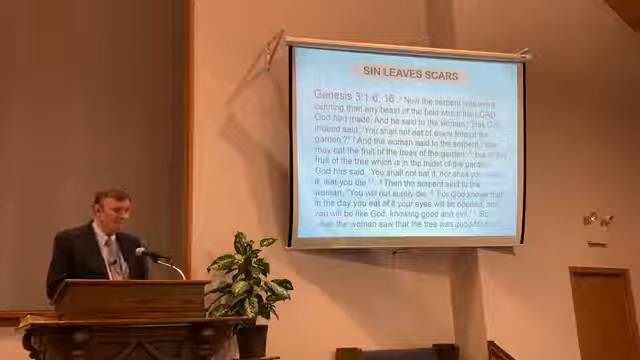 SIN LEAVES SCARS
Genesis 3:1-6, 16 Now the serpent was more
cunning than any beast of the field which the LORD
God had made. And he said to the woman, "Has God
indeed said, 'You shall not eat of every tree of the
garden'?" And the woman said to the serpent, "We
may eat the fruit of the trees of the garden; but of the
fruit of the tree which is in the midst of the garden,
God has said, 'You shall not eat it, nor shall you
it, lest you die.'" Then the serpent said to the
woman, "You will not surely die. For God knows that
in the day you eat of it your eyes will be opened, and
you will be like God, knowing good and evil." So
when the woman saw that the tree was good for